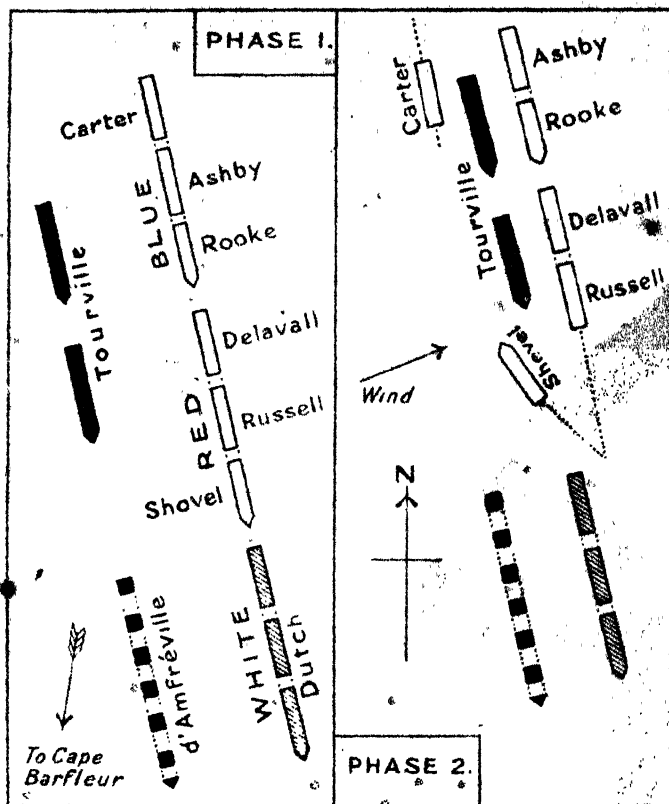 PHASE 1.
Carter
Ashby
BLUE
Rooke
Tourville
Delavall
RED
Russell
Shovel
WHITE
Dutch
d'Amfréville
To Cape
Barfleur
Carter
Ashby
Rooke
Tourville
Delavall
Russell
Shovel
Wind
N
PHASE 2.